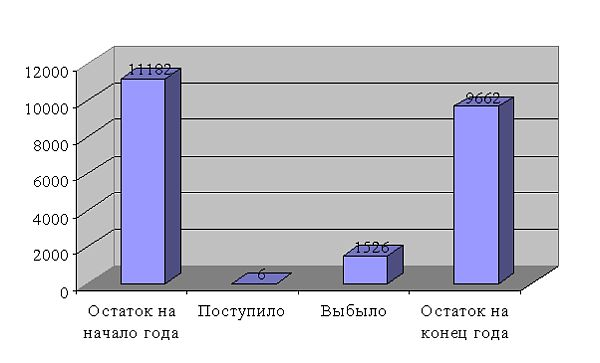 12000
10000
8000
6000
4000
2000
0
11182
6
1526
9662
Остаток на
начало года
Поступило
Выбыло
Остаток на
конец года